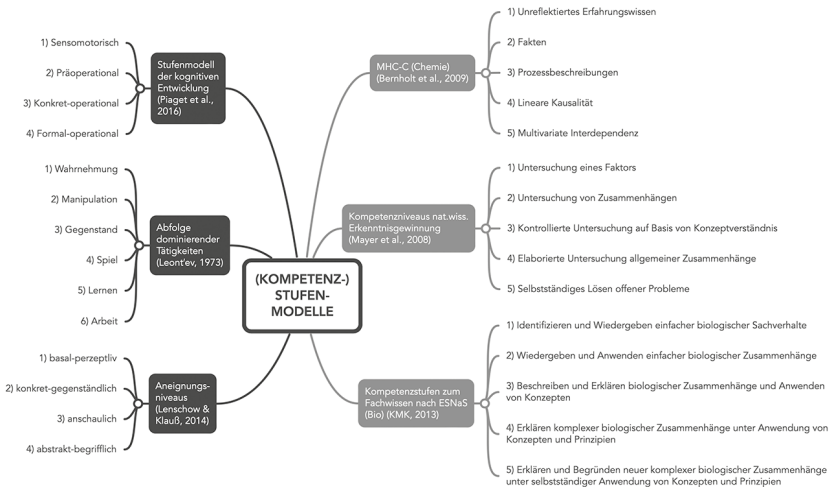 1) Sensomotorisch
2) Präoperational
3) Konkret-operational
4) Formal-operational
Stufenmodell
der kognitiven
Entwicklung
(Piaget et al.,
2016)
1) Wahrnehmung
2) Manipulation
3) Gegenstand
4) Spiel
5) Lernen
6) Arbeit
Abfolge
dominierender
Tätigkeiten
(Leont'ev, 1973)
1) basal-perzeptliv
2) konkret-gegenständlich
3) anschaulich
4) abstrakt-begrifflich
Aneignungs-
niveaus
(Lenschow &
Klauß, 2014)
(KOMPETENZ-)
STUFEN-
MODELLE
MHC-C (Chemie)
(Bernholt et al., 2009)
1) Unreflektiertes Erfahrungswissen
2) Fakten
3) Prozessbeschreibungen
4) Lineare Kausalität
5) Multivariate Interdependenz
Kompetenzniveaus nat.wiss.
Erkenntnisgewinnung
(Mayer et al., 2008)
1) Untersuchung eines Faktors
2) Untersuchung von Zusammenhängen
3) Kontrollierte Untersuchung auf Basis von Konzeptverständnis
4) Elaborierte Untersuchung allgemeiner Zusammenhänge
5) Selbstständiges Lösen offener Probleme
Kompetenzstufen zum
Fachwissen nach ESNaS
(Bio) (KMK, 2013)
1) Identifizieren und Wiedergeben einfacher biologischer Sachverhalte
2) Wiedergeben und Anwenden einfacher biologischer Zusammenhänge
3) Beschreiben und Erklären biologischer Zusammenhänge und Anwenden
von Konzepten
4) Erklären komplexer biologischer Zusammenhänge unter Anwendung von
Konzepten und Prinzipien
5) Erklären und Begründen neuer komplexer biologischer Zusammenhänge
unter selbstständiger Anwendung von Konzepten und Prinzipien